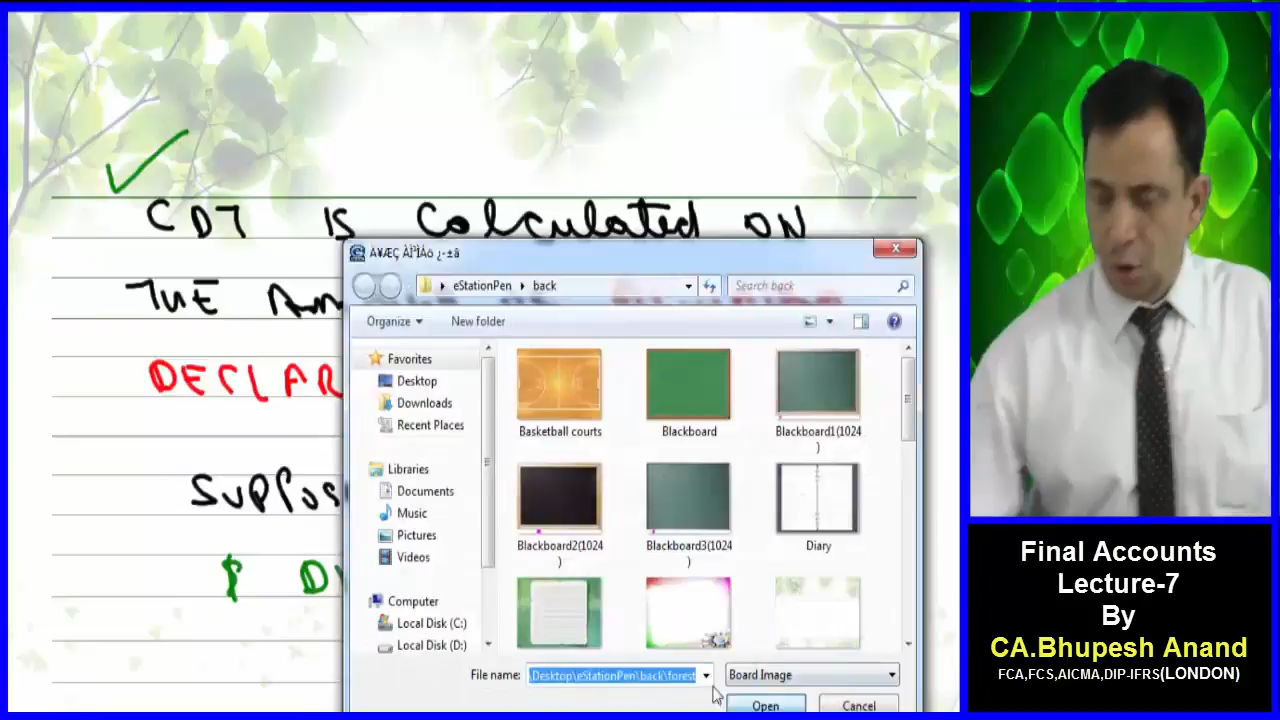 CDT IS Calculated ON
THE
DECLAR
SUPPOS
eStationPen
back
Search back
Organize
New folder
Favorites
Desktop
Downloads
Recent Places
Libraries
Documents
Music
Pictures
Videos
Computer
Local Disk (C:)
Local Disk (D:)
Basketball courts
Blackboard
Blackboard1(1024
)
Blackboard2(1024
)
Blackboard3(1024
)
Diary
File name:
\Desktop\eStationPen\back\forest
Board Image
Open
Cancel
Final Accounts
Lecture-7
By
CA.Bhupesh Anand
FCA,FCS,AICMA,DIP-IFRS(LONDON)